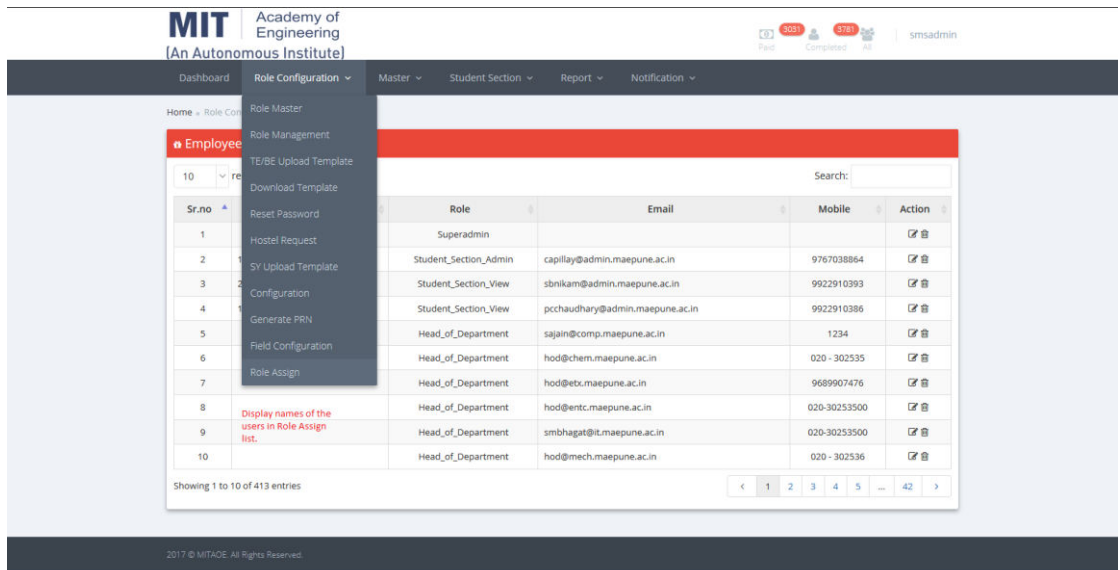 MIT Academy of
Engineering
(An Autonomous Institute)
3051 3781
Paid Completed All
smsadmin
Dashboard Role Configuration Master Student Section Report Notification
Home » Role Con
Role Master
Role Management
TE/BE Upload Template
Download Template
Reset Password
Hostel Request
SY Upload Template
Configuration
Generate PRN
Field Configuration
Role Assign
Employee
10 re Search:
Sr.no Role Email Mobile Action
1 Superadmin
2 1 Student_Section_Admin capillay@admin.maepune.ac.in 9767038864
3 2 Student_Section_View sbnikam@admin.maepune.ac.in 9922910393
4 1 Student_Section_View pcchaudhary@admin.maepune.ac.in 9922910386
5 Head_of_Department sajain@comp.maepune.ac.in 1234
6 Head_of_Department hod@chem.maepune.ac.in 020 - 302535
7 Head_of_Department hod@etx.maepune.ac.in 9689907476
8 Head_of_Department hod@entc.maepune.ac.in 020-30253500
9 Head_of_Department smbhagat@it.maepune.ac.in 020-30253500
10 Head_of_Department hod@mech.maepune.ac.in 020 - 302536
Display names of the
users in Role Assign
list.
Showing 1 to 10 of 413 entries
‹ 1 2 3 4 5 ... 42 ›
2017 © MITAOE. All Rights Reserved.